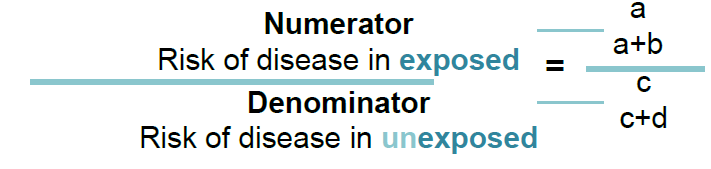 Numerator
Risk of disease in exposed
Denominator
Risk of disease in unexposed
=
a
a+b
c
c+d